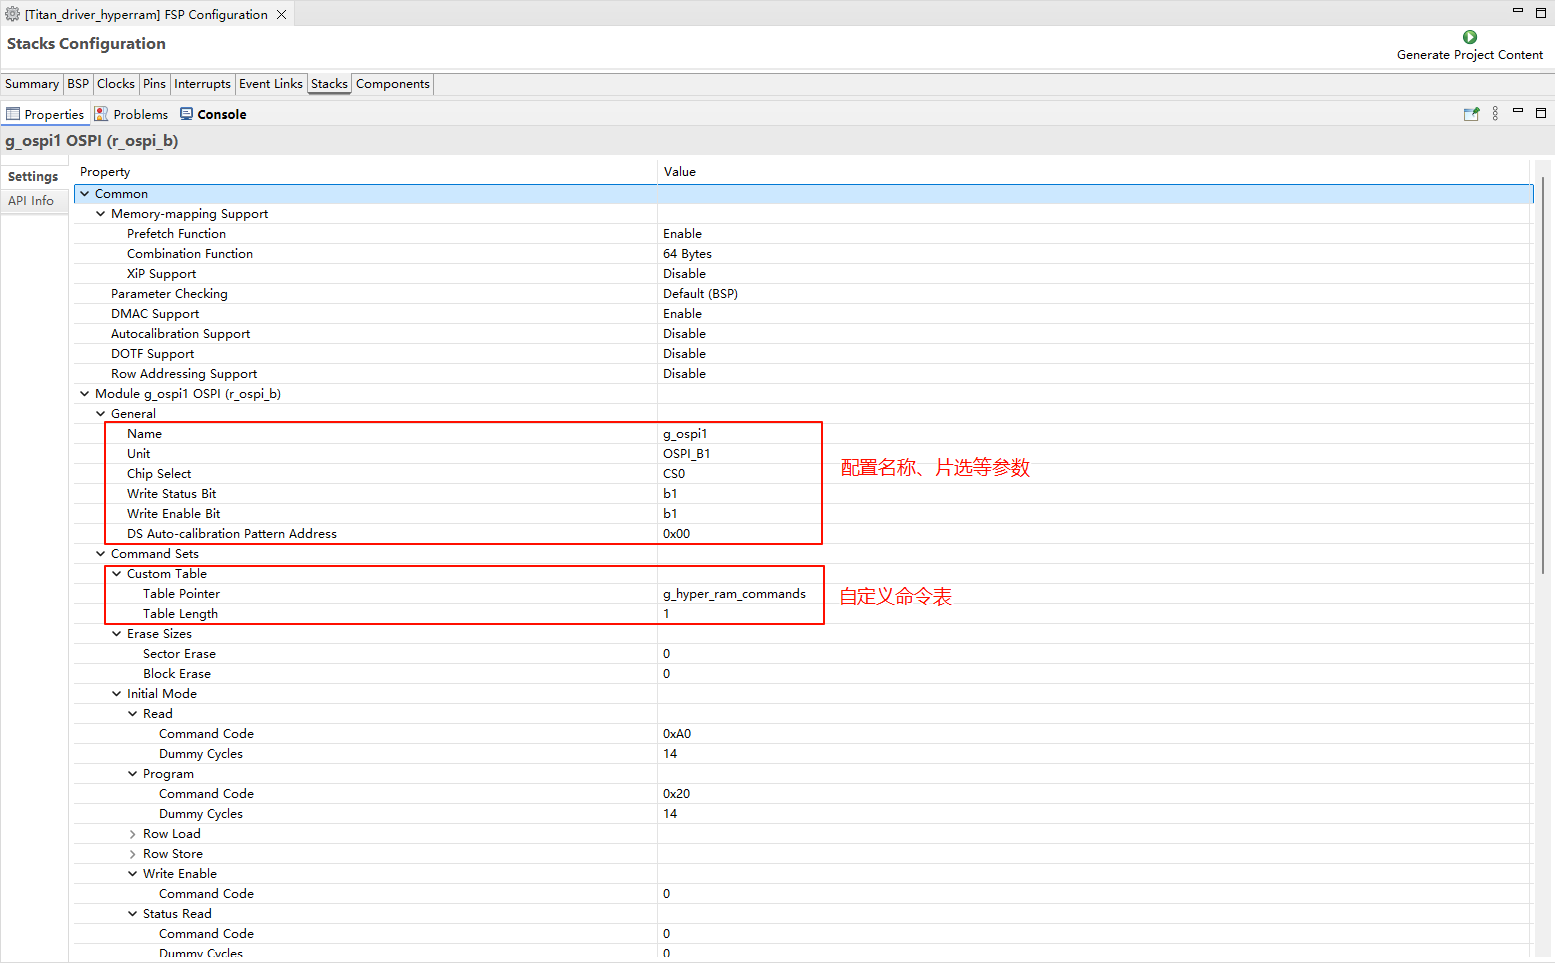 [Titan_driver_hyperram] FSP Configuration
Stacks Configuration
Generate Project Content
Summary BSP Clocks Pins Interrupts Event Links Stacks Components
Properties Problems Console
g_ospi1 OSPI (r_ospi_b)
Settings
API Info
Property Value
Common
Memory-mapping Support
Prefetch Function Enable
Combination Function 64 Bytes
XiP Support Disable
Parameter Checking Default (BSP)
DMAC Support Enable
Autocalibration Support Disable
DOTF Support Disable
Row Addressing Support Disable
Module g_ospi1 OSPI (r_ospi_b)
General
Name g_ospi1
Unit OSPI_B1
Chip Select CS0
Write Status Bit b1
Write Enable Bit b1
DS Auto-calibration Pattern Address 0x00
配置名称、片选等参数
Command Sets
Custom Table
Table Pointer g_hyper_ram_commands
Table Length 1
自定义命令表
Erase Sizes
Sector Erase 0
Block Erase 0
Initial Mode
Read
Command Code 0xA0
Dummy Cycles 14
Program
Command Code 0x20
Dummy Cycles 14
Row Load
Row Store
Write Enable
Command Code 0
Status Read
Command Code 0
Dummy Cycles 0